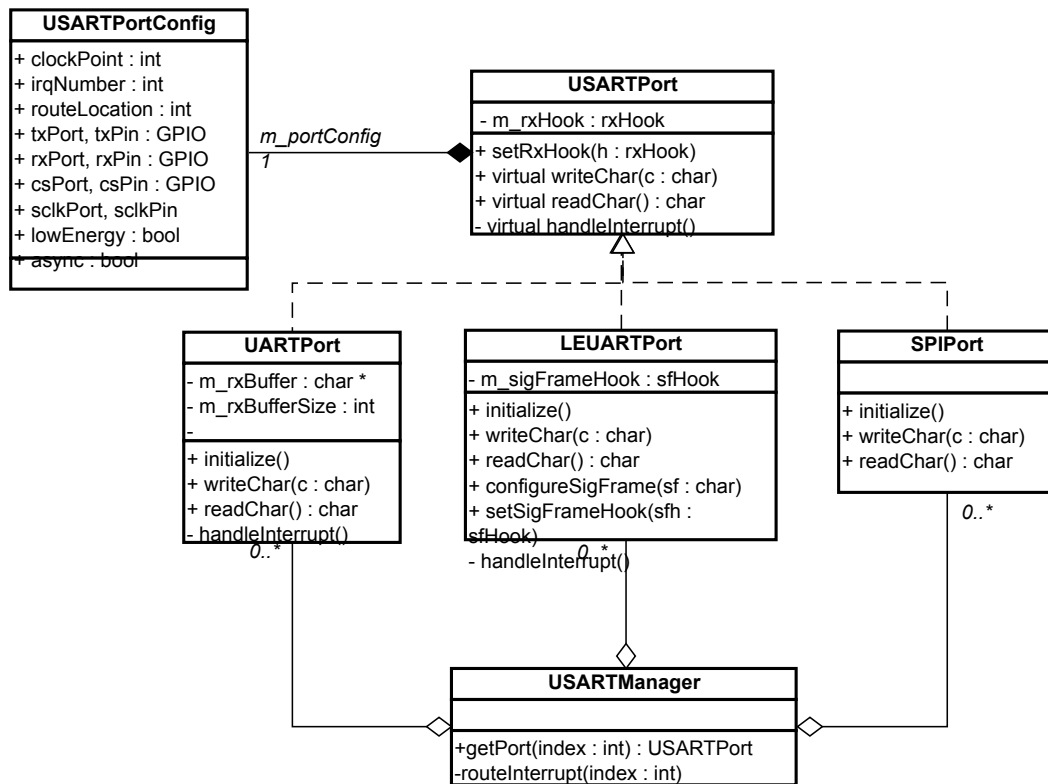 USARTPortConfig
+ clockPoint : int
+ irqNumber : int
+ routeLocation : int
+ txPort, txPin : GPIO
+ rxPort, rxPin : GPIO
+ csPort, csPin : GPIO
+ sclkPort, sclkPin
+ lowEnergy : bool
+ async : bool
m_portConfig
1
USARTPort
- m_rxHook : rxHook
+ setRxHook(h : rxHook)
+ virtual writeChar(c : char)
+ virtual readChar() : char
- virtual handleInterrupt()
UARTPort
- m_rxBuffer : char *
- m_rxBufferSize : int
-
+ initialize()
+ writeChar(c : char)
+ readChar() : char
- handleInterrupt()
0..*
LEUARTPort
- m_sigFrameHook : sfHook
+ initialize()
+ writeChar(c : char)
+ readChar() : char
+ configureSigFrame(sf : char)
+ setSigFrameHook(sfh :
sfHook)
- handleInterrupt()
0..*
SPIPort
+ initialize()
+ writeChar(c : char)
+ readChar() : char
0..*
USARTManager
+getPort(index : int) : USARTPort
-routeInterrupt(index : int)